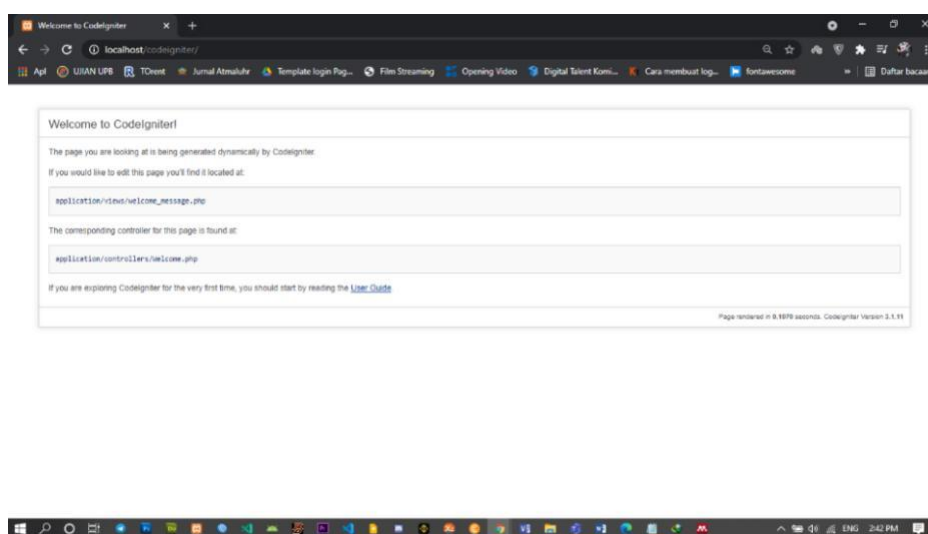 Welcome to CodeIgniter
localhost/codeigniter/
Apl UJIAN UPB TOrent Jurnal Atmaluhr Template login Pag... Film Streaming Opening Video Digital Talent Komi... Cara membuat log... fontawesome » Daftar bacaan
Welcome to CodeIgniter!
The page you are looking at is being generated dynamically by CodeIgniter.
If you would like to edit this page you'll find it located at:
application/views/welcome_message.php
The corresponding controller for this page is found at:
application/controllers/Welcome.php
If you are exploring CodeIgniter for the very first time, you should start by reading the User Guide
Page rendered in seconds. CodeIgniter Version 3.1.11
ENG 2:42 PM